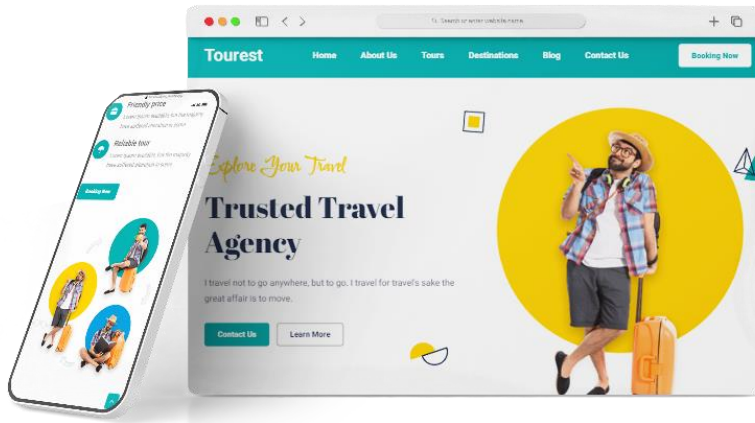 Search or enter website name
Tourest
Home
About Us
Tours
Destinations
Blog
Contact Us
Booking Now
Explore Your Travel
Trusted Travel
Agency
I travel not to go anywhere, but to go. I travel for travel's sake the
great affair is to move.
Contact Us
Learn More
Friendly price
Reliable tour
Booking Now